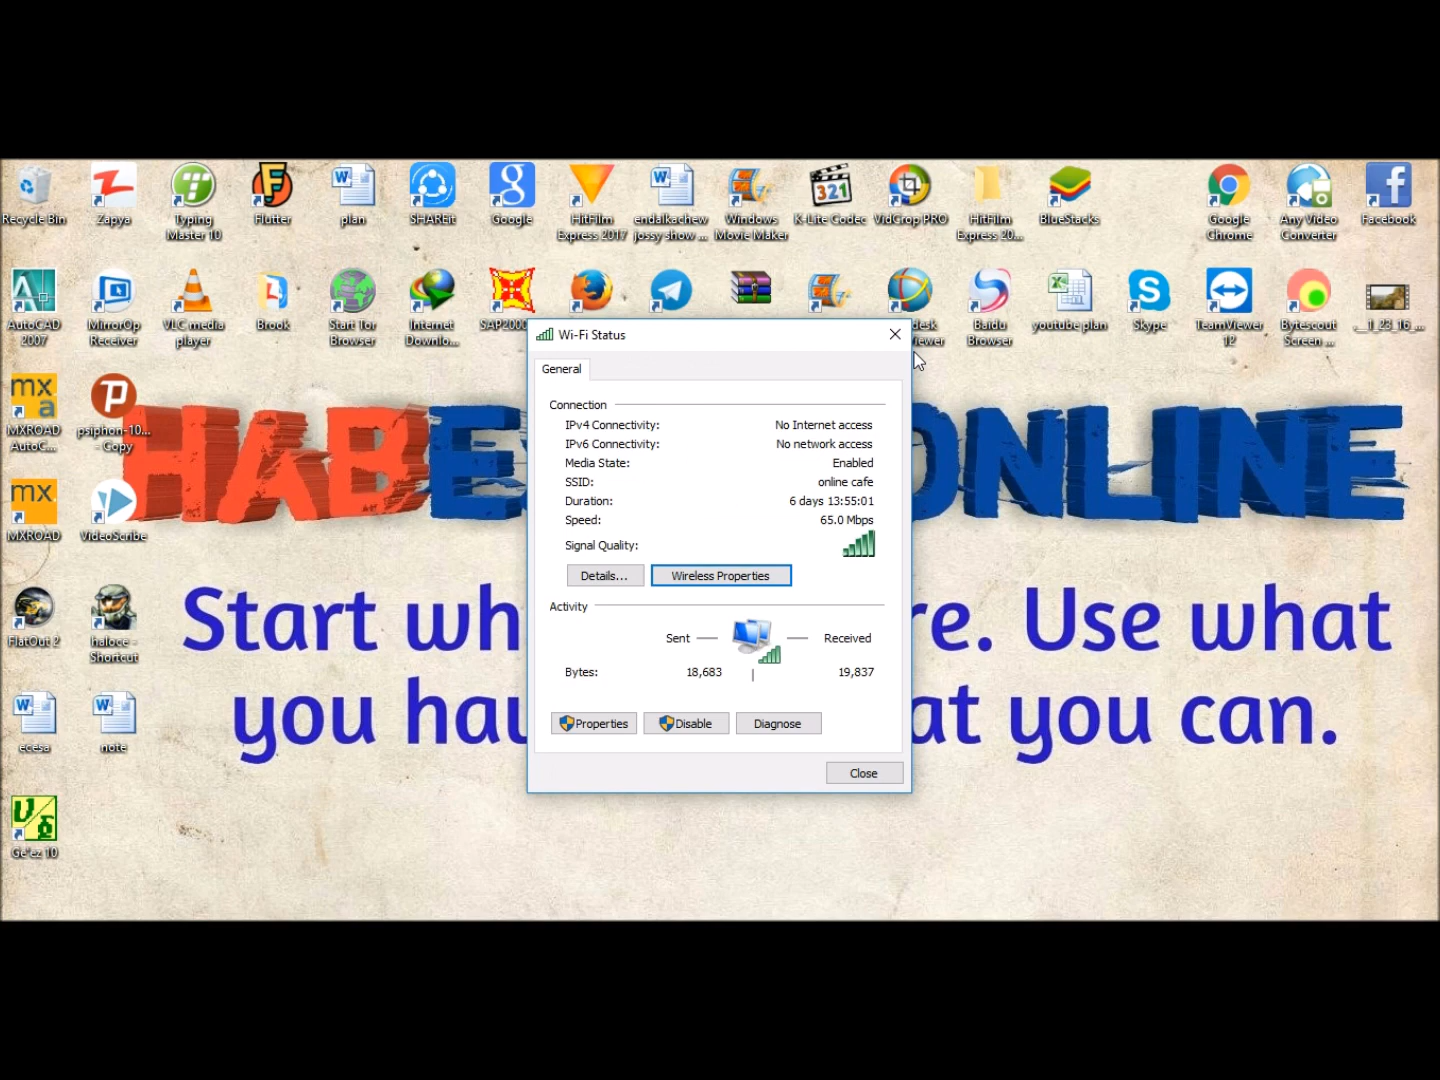 Recycle Bin
Zapya
Typing
Master 10
Flutter
plan
SHAREit
Google
HitFilm
Express 2017
endalkachew
jossy show ...
Windows
Movie Maker
K-Lite Codec
VidCrop PRO
HitFilm
Express 20...
BlueStacks
Google
Chrome
Any Video
Converter
Facebook
AutoCAD
2007
MirrorOp
Receiver
VLC media
player
Brook
Start Tor
Browser
Internet
Downlo...
SAP2000
Baidu
Browser
youtube plan
Skype
TeamViewer
12
Bytescout
Screen ...
__1_23_16_...
mx
a
MXROAD
AutoC...
psiphon-10...
- Copy
mx
MXROAD
VideoScribe
FlatOut 2
haloce -
Shortcut
ecesa
note
Ge'ez 10
HABE ONLINE
Start wh re. Use what
you hau at you can.
Wi-Fi Status
General
Connection
IPv4 Connectivity: No Internet access
IPv6 Connectivity: No network access
Media State: Enabled
SSID: online cafe
Duration: 6 days 13:55:01
Speed: 65.0 Mbps
Signal Quality:
Details...
Wireless Properties
Activity
Sent
Received
Bytes: 18,683 19,837
Properties
Disable
Diagnose
Close